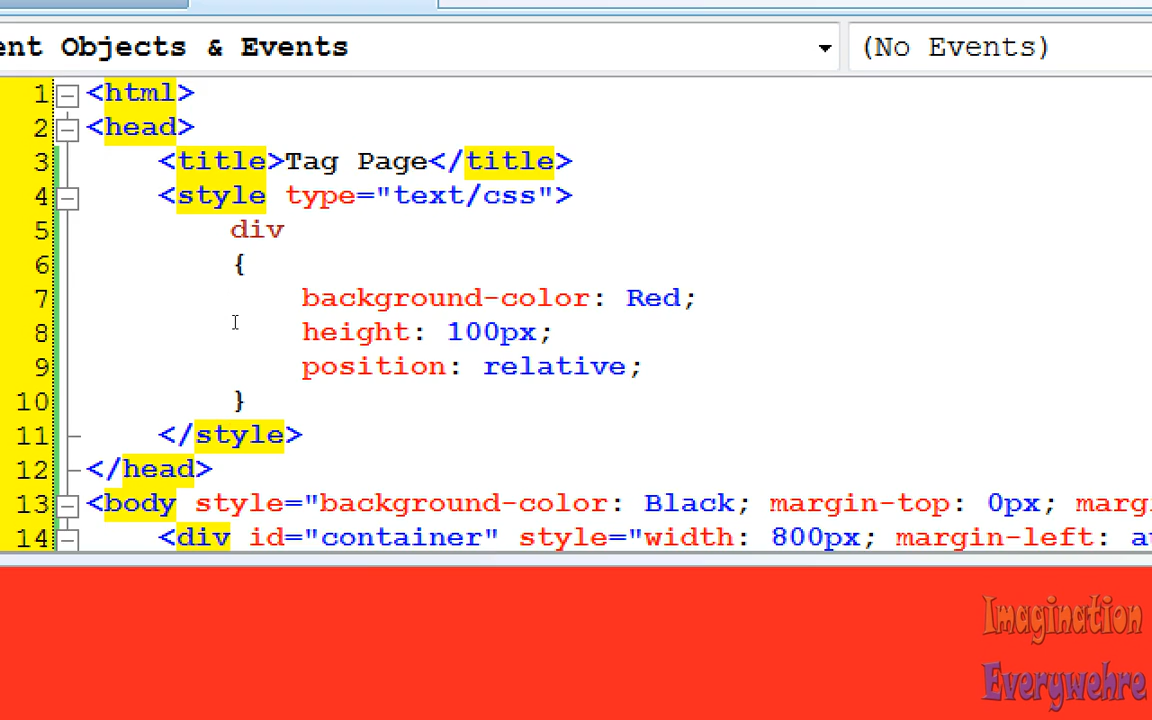 ent Objects & Events
(No Events)
1 <html>
2 <head>
3 <title>Tag Page</title>
4 <style type="text/css">
5 div
6 {
7 background-color: Red;
8 height: 100px;
9 position: relative;
10 }
11 </style>
12 </head>
13 <body style="background-color: Black; margin-top: 0px; marg
14 <div id="container" style="width: 800px; margin-left: au
Imagination
Everywehre